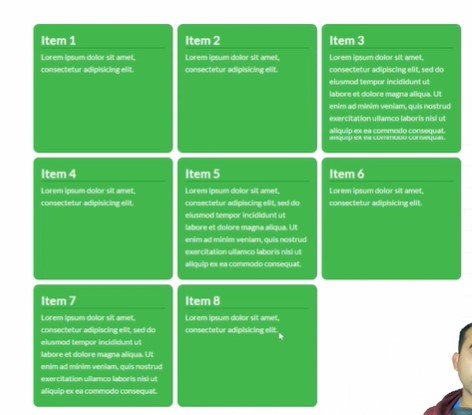 Item 1
Lorem ipsum dolor sit amet,
consectetur adipisicing elit.
Item 2
Lorem ipsum dolor sit amet,
consectetur adipisicing elit.
Item 3
Lorem ipsum dolor sit amet,
consectetur adipisicing elit, sed do
eiusmod tempor incididunt ut
labore et dolore magna aliqua. Ut
enim ad minim veniam, quis nostrud
exercitation ullamco laboris nisi ut
aliquip ex ea commodo consequat.
aliquip ex ea commodo consequat.
Item 4
Lorem ipsum dolor sit amet,
consectetur adipisicing elit.
Item 5
Lorem ipsum dolor sit amet,
consectetur adipisicing elit, sed do
eiusmod tempor incididunt ut
labore et dolore magna aliqua. Ut
enim ad minim veniam, quis nostrud
exercitation ullamco laboris nisi ut
aliquip ex ea commodo consequat.
Item 6
Lorem ipsum dolor sit amet,
consectetur adipisicing elit.
Item 7
Lorem ipsum dolor sit amet,
consectetur adipisicing elit, sed do
eiusmod tempor incididunt ut
labore et dolore magna aliqua. Ut
enim ad minim veniam, quis nostrud
exercitation ullamco laboris nisi ut
aliquip ex ea commodo consequat.
Item 8
Lorem ipsum dolor sit amet,
consectetur adipisicing elit.